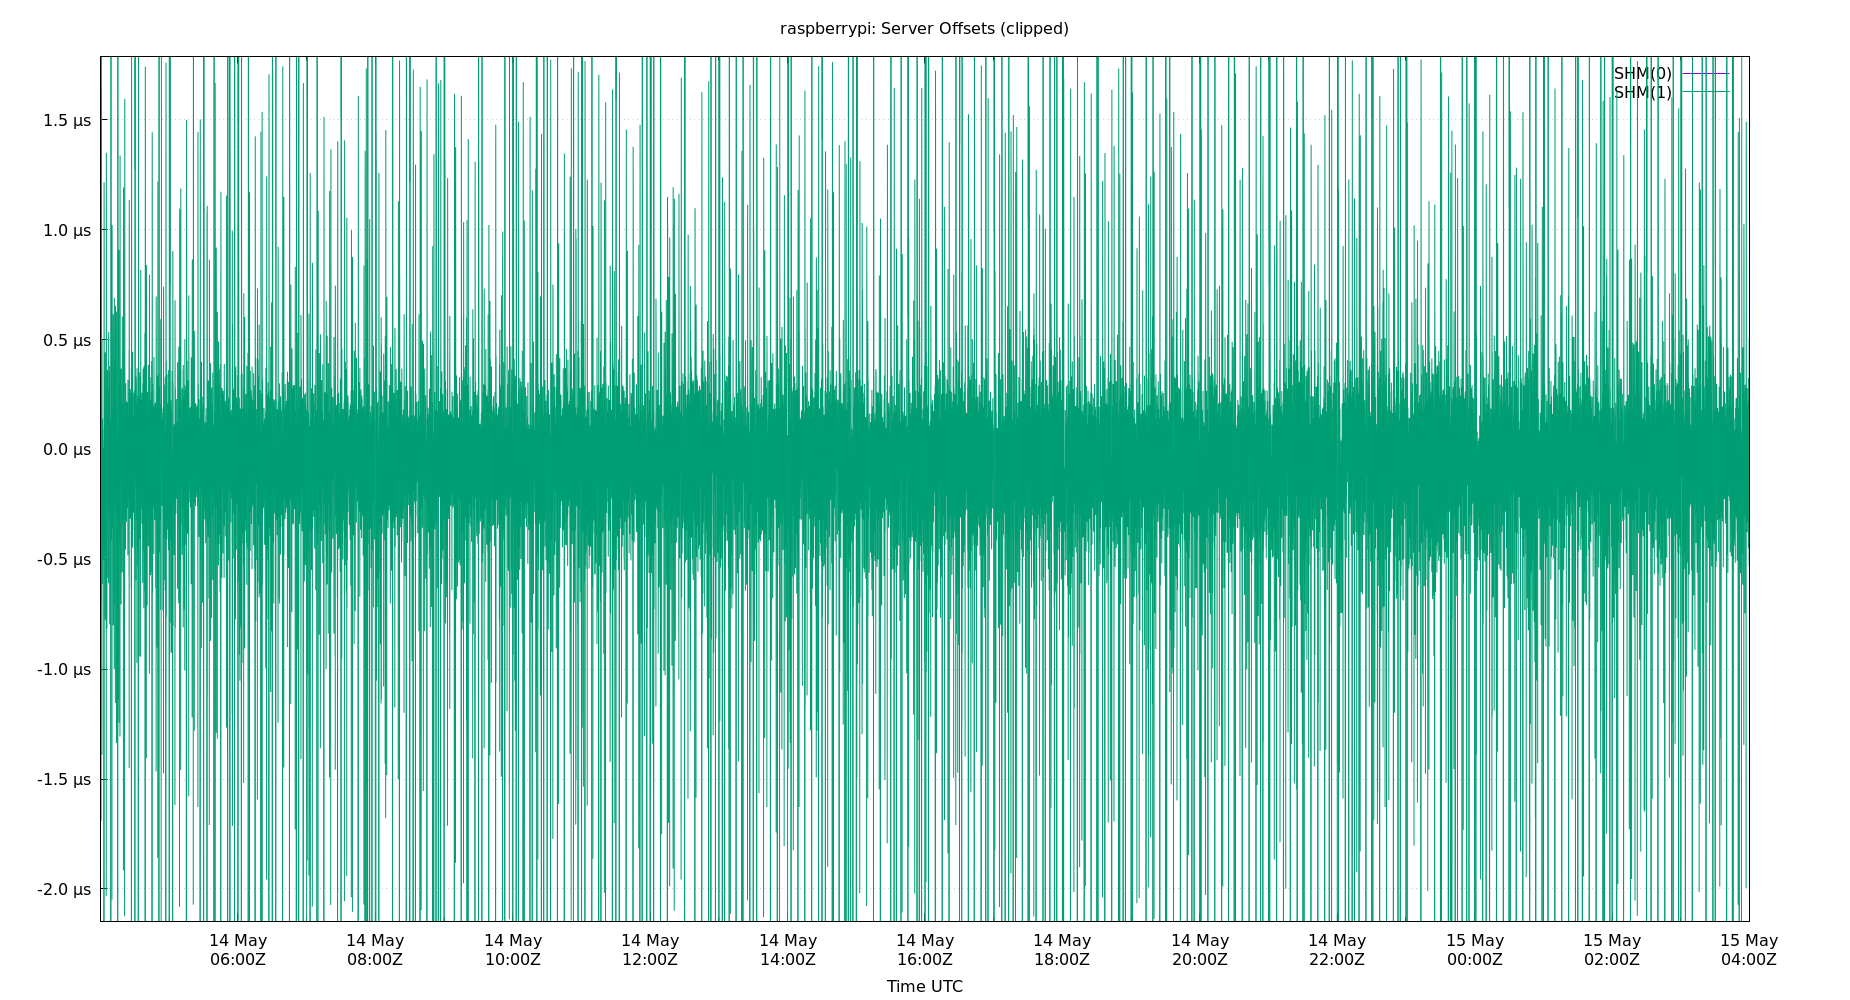 raspberrypi: Server Offsets (clipped)
SHM(0)
SHM(1)
1.5 µs
1.0 µs
0.5 µs
0.0 µs
-0.5 µs
-1.0 µs
-1.5 µs
-2.0 µs
14 May 14 May 14 May 14 May 14 May 14 May 14 May 14 May 14 May 15 May 15 May 15 May
06:00Z 08:00Z 10:00Z 12:00Z 14:00Z 16:00Z 18:00Z 20:00Z 22:00Z 00:00Z 02:00Z 04:00Z
Time UTC